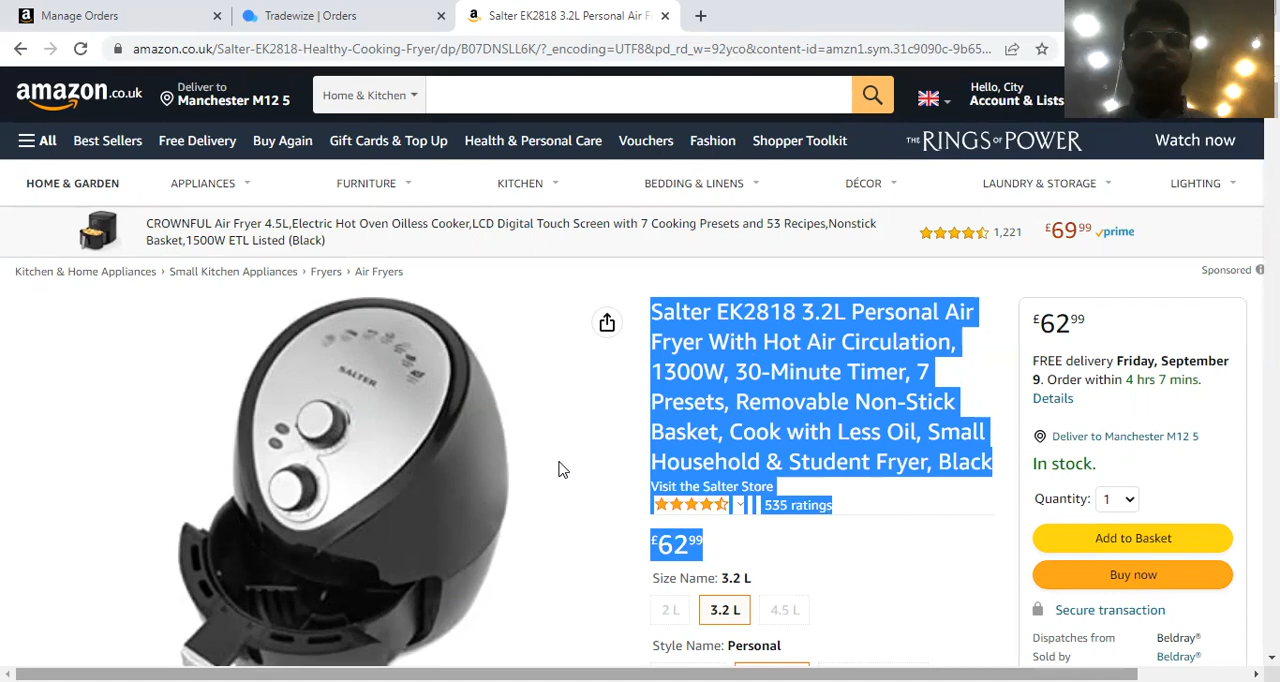 Manage Orders
Tradewize | Orders
Salter EK2818 3.2L Personal Air F
amazon.co.uk/Salter-EK2818-Healthy-Cooking-Fryer/dp/B07DNSLL6K/?_encoding=UTF8&pd_rd_w=92yco&content-id=amzn1.sym.31c9090c-9b65...
amazon.co.uk
Deliver to
Manchester M12 5
Home & Kitchen
Hello, City
Account & Lists
All
Best Sellers
Free Delivery
Buy Again
Gift Cards & Top Up
Health & Personal Care
Vouchers
Fashion
Shopper Toolkit
THE RINGS OF POWER
Watch now
HOME & GARDEN
APPLIANCES
FURNITURE
KITCHEN
BEDDING & LINENS
DÉCOR
LAUNDRY & STORAGE
LIGHTING
CROWNFUL Air Fryer 4.5L,Electric Hot Oven Oilless Cooker,LCD Digital Touch Screen with 7 Cooking Presets and 53 Recipes,Nonstick
Basket,1500W ETL Listed (Black)
1,221
£69.99
prime
Kitchen & Home Appliances › Small Kitchen Appliances › Fryers › Air Fryers
Sponsored
SALTER
Salter EK2818 3.2L Personal Air
Fryer With Hot Air Circulation,
1300W, 30-Minute Timer, 7
Presets, Removable Non-Stick
Basket, Cook with Less Oil, Small
Household & Student Fryer, Black
Visit the Salter Store
535 ratings
£62.99
Size Name: 3.2 L
2 L
3.2 L
4.5 L
Style Name: Personal
£62.99
FREE delivery Friday, September
9. Order within 4 hrs 7 mins.
Details
Deliver to Manchester M12 5
In stock.
Quantity: 1
Add to Basket
Buy now
Secure transaction
Dispatches from Beldray®
Sold by Beldray®